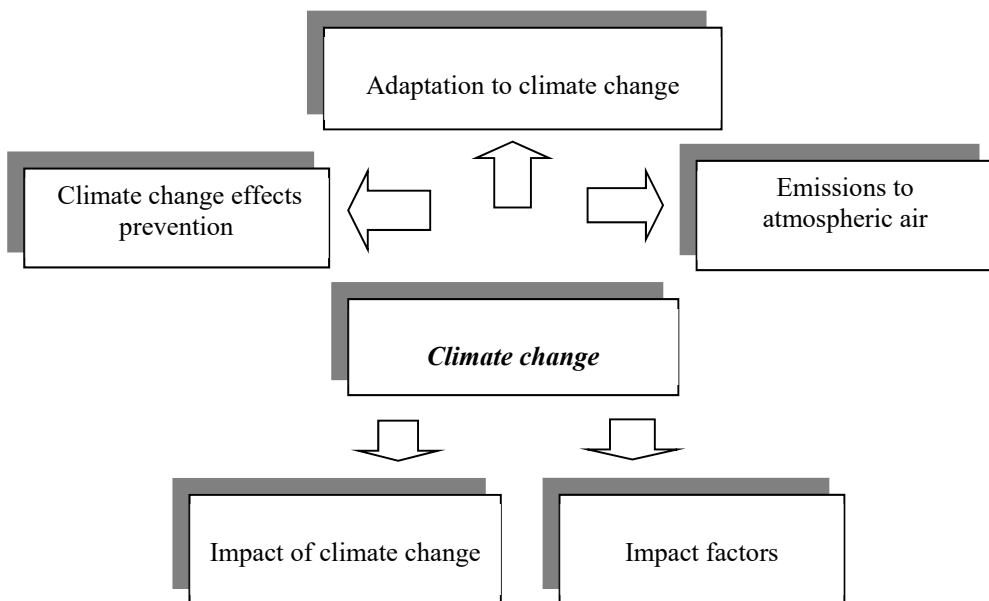 Adaptation to climate change
Climate change effects
prevention
Emissions to
atmospheric air
Climate change
Impact of climate change
Impact factors